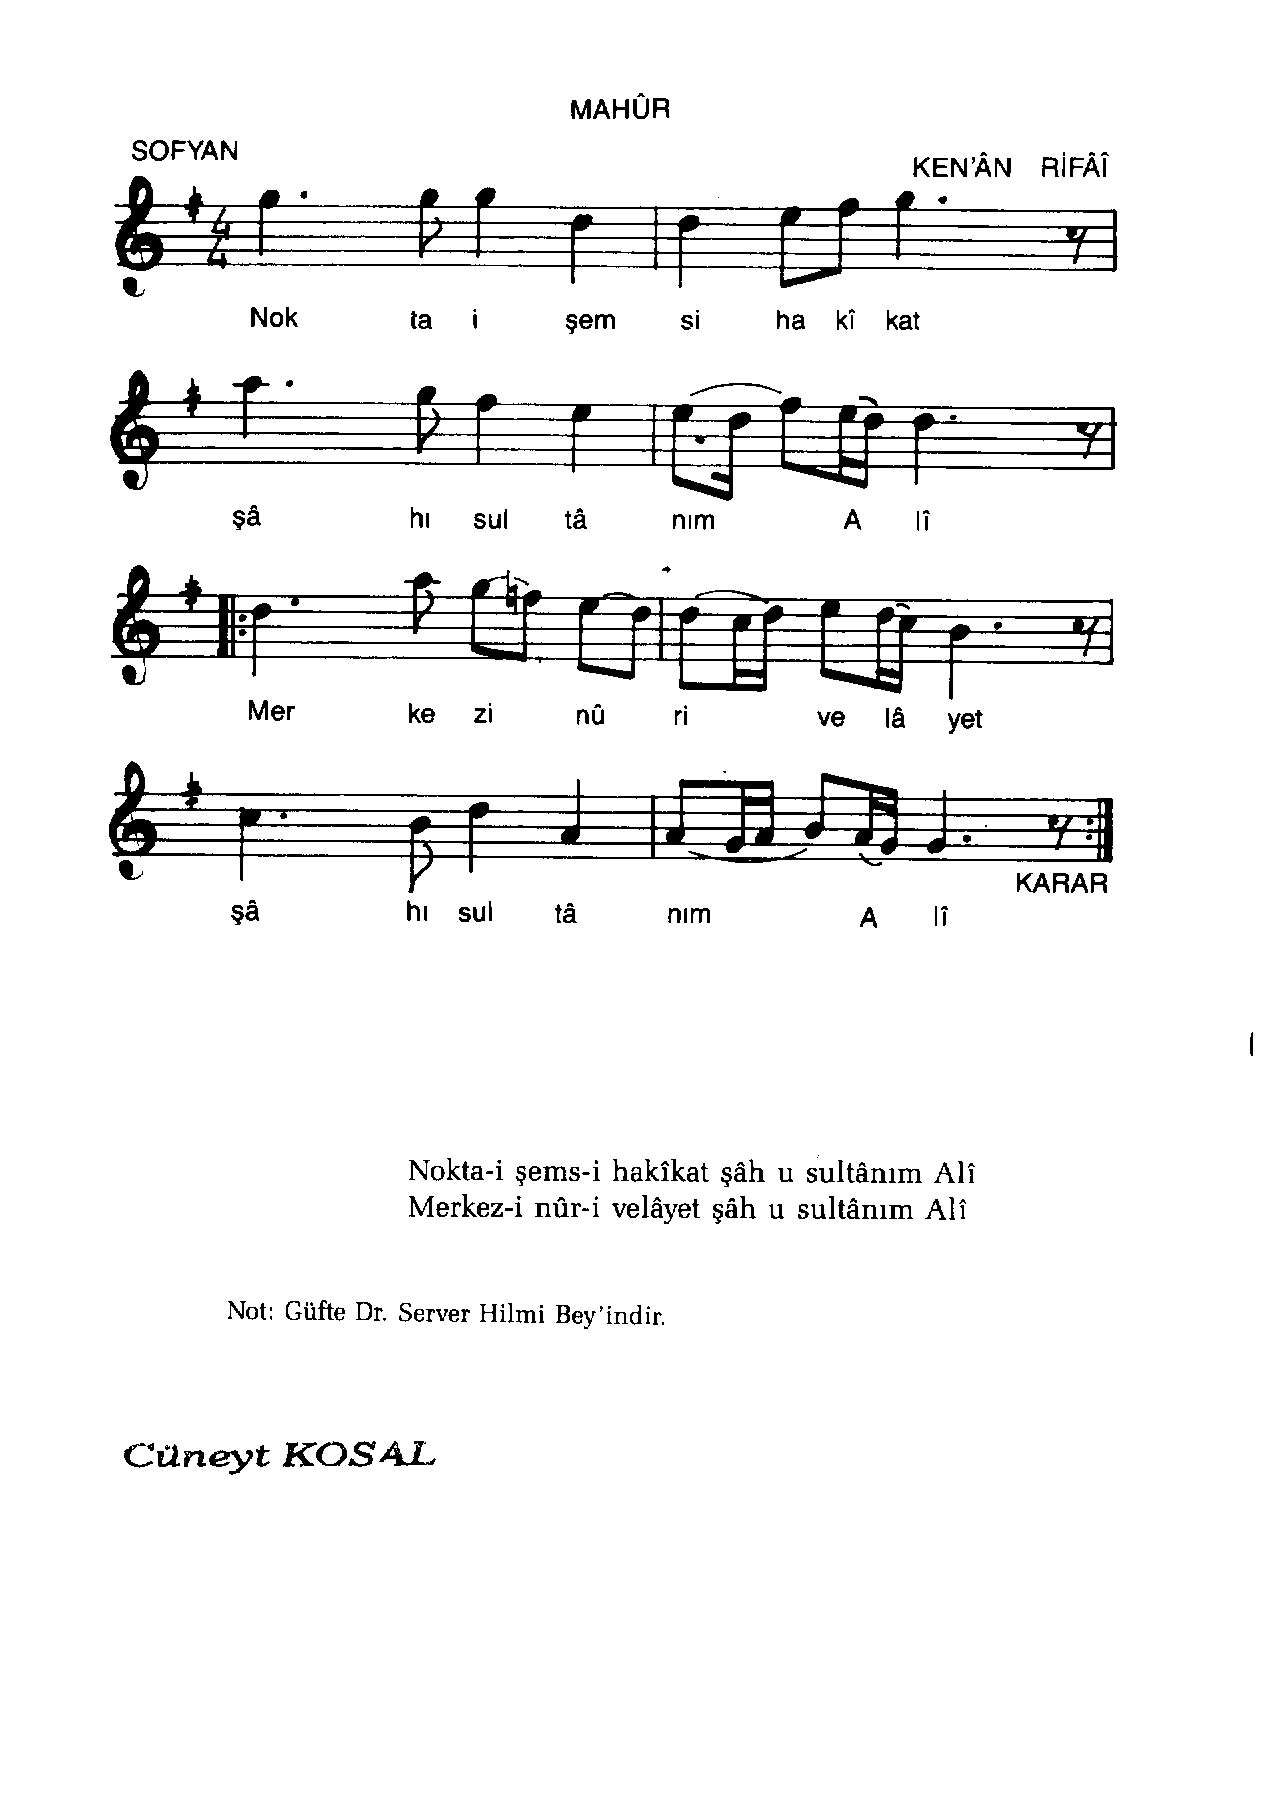 MAHÛR
SOFYAN
KEN'ÂN RİFÂÎ
4
4
Nok ta i şem si ha kî kat
şâ hı sul tâ nım A lî
Mer ke zi nû ri ve lâ yet
KARAR
şâ hı sul tâ nım A lî
Nokta-i şems-i hakîkat şâh u sultânım Alî
Merkez-i nûr-i velâyet şâh u sultânım Alî
Not: Güfte Dr. Server Hilmi Bey'indir.
Cüneyt KOSAL